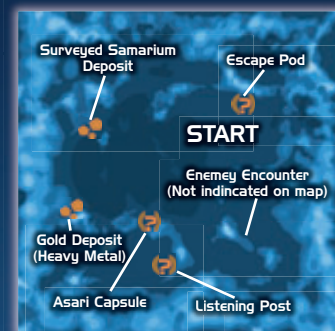 Surveyed Samarium
Deposit
Escape Pod
START
Enemey Encounter
(Not indincated on map)
Gold Deposit
(Heavy Metal)
Asari Capsule
Listening Post